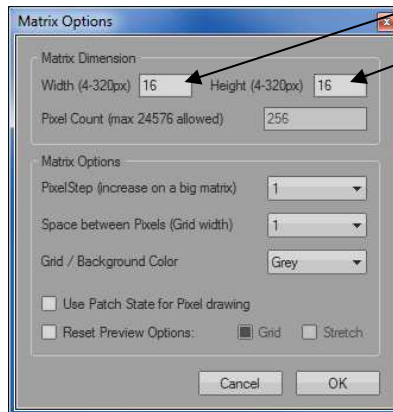 Matrix Options
Matrix Dimension
Width (4-320px) 16 Height (4-320px) 16
Pixel Count (max 24576 allowed) 256
Matrix Options
PixelStep (increase on a big matrix) 1
Space between Pixels (Grid width) 1
Grid / Background Color Grey
Use Patch State for Pixel drawing
Reset Preview Options: Grid Stretch
Cancel OK